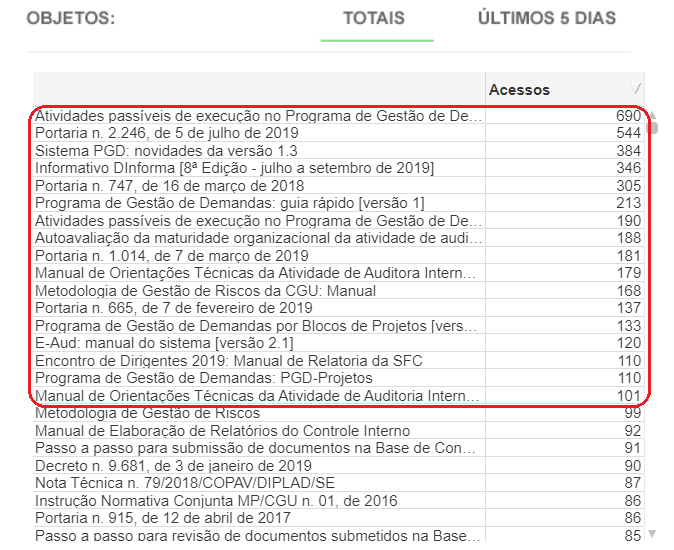 OBJETOS: TOTAIS ÚLTIMOS 5 DIAS
Acessos
Atividades passíveis de execução no Programa de Gestão de De... 690
Portaria n. 2.246, de 5 de julho de 2019 544
Sistema PGD: novidades da versão 1.3 384
Informativo DInforma [8ª Edição - julho a setembro de 2019] 346
Portaria n. 747, de 16 de março de 2018 305
Programa de Gestão de Demandas: guia rápido [versão 1] 213
Atividades passíveis de execução no Programa de Gestão de De... 190
Autoavaliação da maturidade organizacional da atividade de audi... 188
Portaria n. 1.014, de 7 de março de 2019 181
Manual de Orientações Técnicas da Atividade de Auditora Intern... 179
Metodologia de Gestão de Riscos da CGU: Manual 168
Portaria n. 665, de 7 de fevereiro de 2019 137
Programa de Gestão de Demandas por Blocos de Projetos [vers... 133
E-Aud: manual do sistema [versão 2.1] 120
Encontro de Dirigentes 2019: Manual de Relatoria da SFC 110
Programa de Gestão de Demandas: PGD-Projetos 110
Manual de Orientações Técnicas da Atividade de Auditoria Intern... 101
Metodologia de Gestão de Riscos 99
Manual de Elaboração de Relatórios do Controle Interno 92
Passo a passo para submissão de documentos na Base de Con... 91
Decreto n. 9.681, de 3 de janeiro de 2019 90
Nota Técnica n. 79/2018/COPAV/DIPLAD/SE 87
Instrução Normativa Conjunta MP/CGU n. 01, de 2016 86
Portaria n. 915, de 12 de abril de 2017 86
Passo a passo para revisão de documentos submetidos na Base... 85